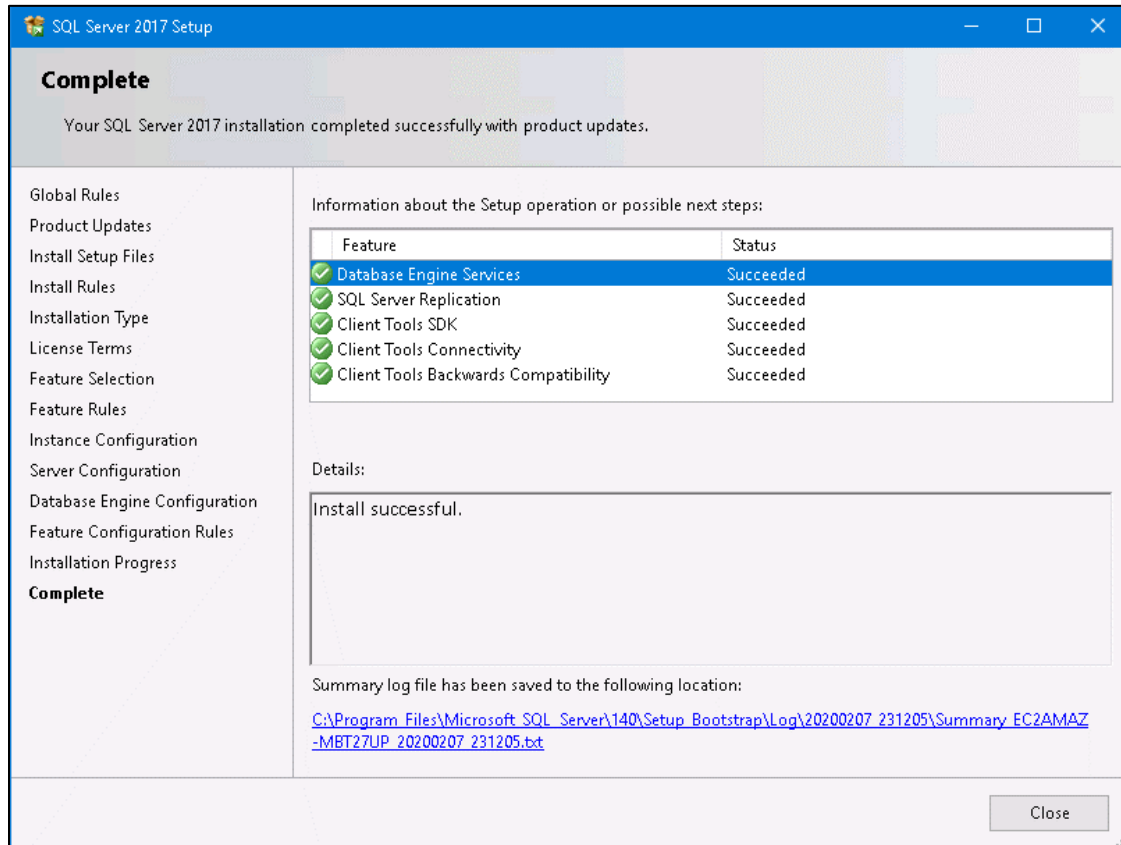 SQL Server 2017 Setup
Complete
Your SQL Server 2017 installation completed successfully with product updates.
Global Rules
Product Updates
Install Setup Files
Install Rules
Installation Type
License Terms
Feature Selection
Feature Rules
Instance Configuration
Server Configuration
Database Engine Configuration
Feature Configuration Rules
Installation Progress
Complete
Information about the Setup operation or possible next steps:
Feature Status
Database Engine Services Succeeded
SQL Server Replication Succeeded
Client Tools SDK Succeeded
Client Tools Connectivity Succeeded
Client Tools Backwards Compatibility Succeeded
Details:
Install successful.
Summary log file has been saved to the following location:
C:\Program Files\Microsoft SQL Server\140\Setup Bootstrap\Log\20200207_231205\Summary_EC2AMAZ
-MBT27UP_20200207_231205.txt
Close